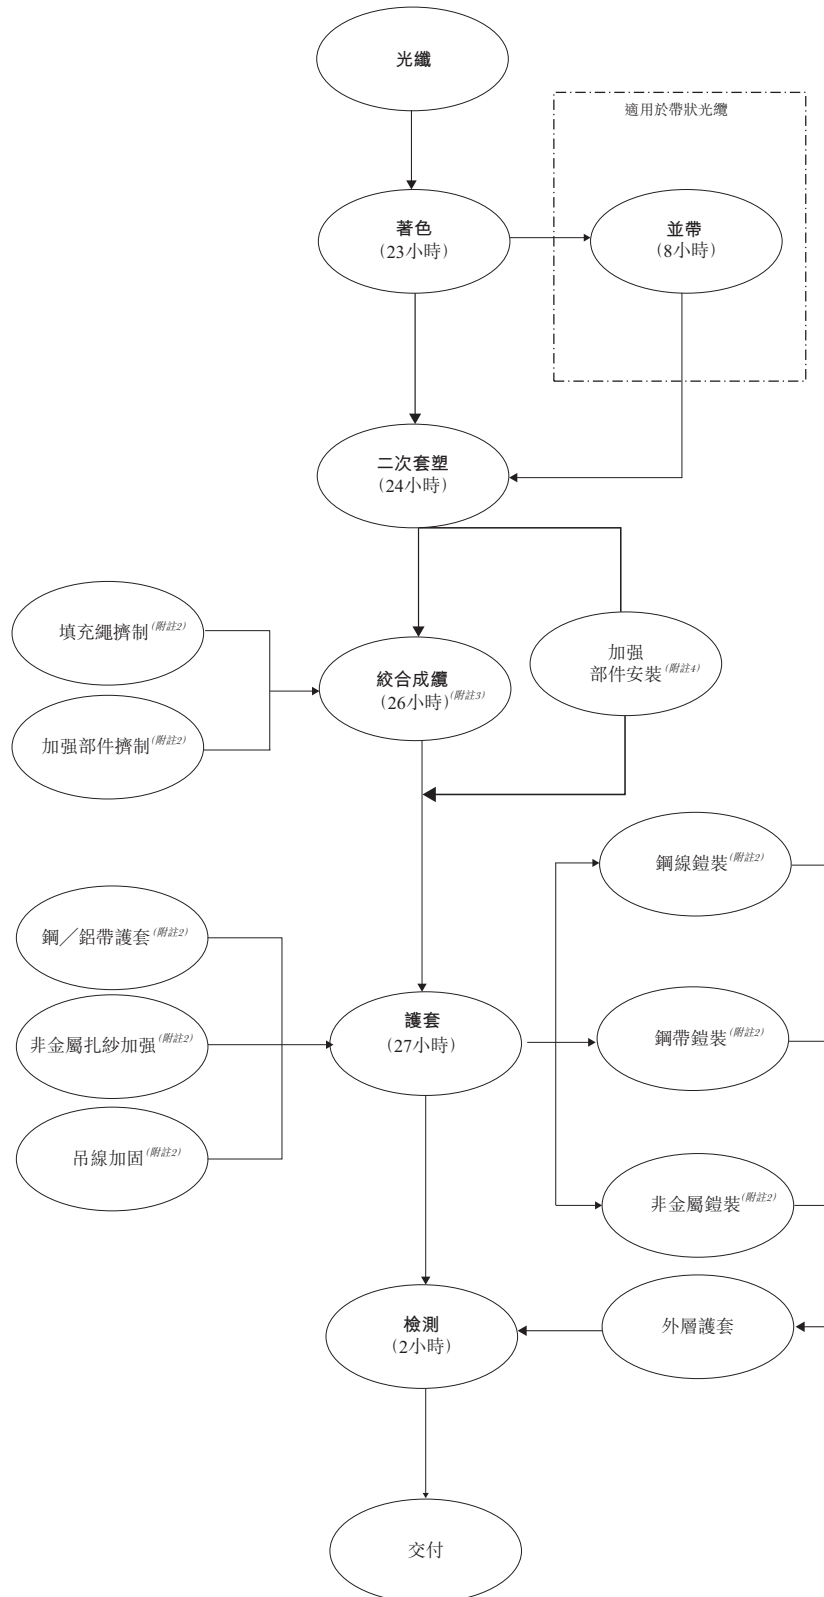 光纖
適用於帶狀光纜
著色
(23小時)
並帶
(8小時)
二次套塑
(24小時)
填充繩擠制(附註2)
加强
部件安裝(附註4)
絞合成纜
(26小時)(附註3)
加强部件擠制(附註2)
鋼線鎧裝(附註2)
鋼／鋁帶護套(附註2)
護套
(27小時)
鋼帶鎧裝(附註2)
非金屬扎紗加强(附註2)
吊線加固(附註2)
非金屬鎧裝(附註2)
檢測
(2小時)
外層護套
交付